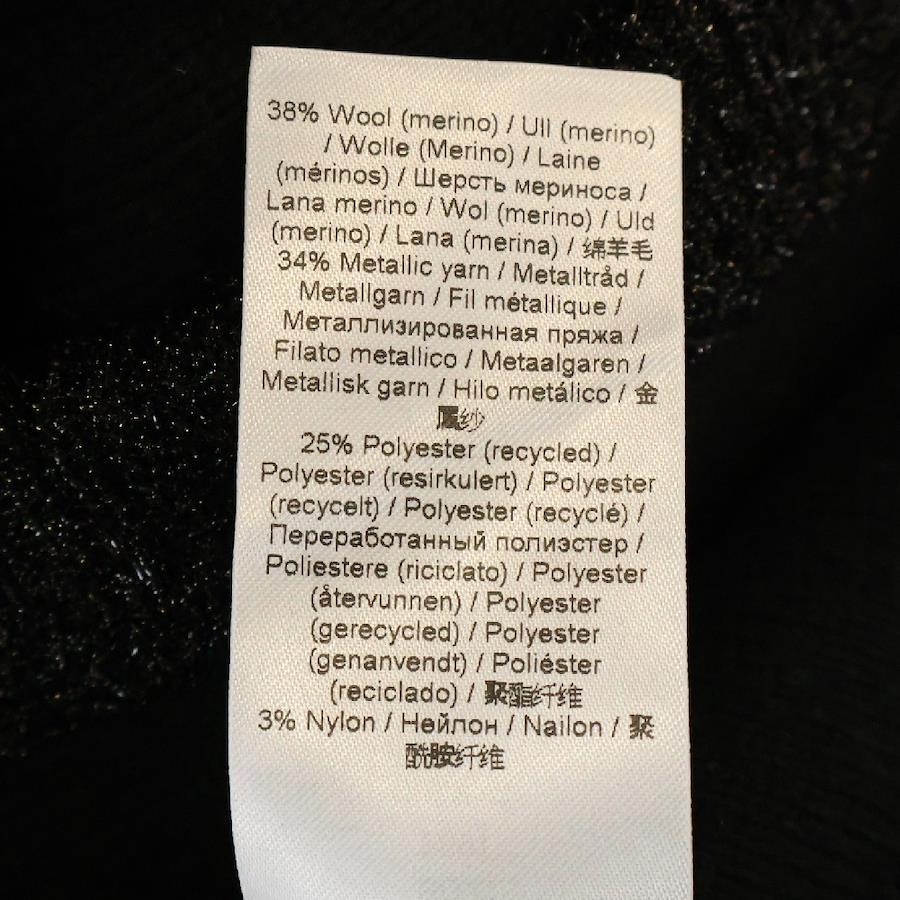 38% Wool (merino) / Ull (merino)
/ Wolle (Merino) / Laine
(mérinos) / Шерсть мериноса /
Lana merino / Wol (merino) / Uld
(merino) / Lana (merina) / 绵羊毛
34% Metallic yarn / Metalltråd /
Metallgarn / Fil métallique /
Металлизированная пряжа /
Filato metallico / Metaalgaren /
Metallisk garn / Hilo metálico / 金
属纱
25% Polyester (recycled) /
Polyester (resirkulert) / Polyester
(recycelt) / Polyester (recyclé) /
Переработанный полиэстер /
Poliestere (riciclato) / Polyester
(återvunnen) / Polyester
(gerecycled) / Polyester
(genanvendt) / Poliéster
(reciclado) / 聚酯纤维
3% Nylon / Нейлон / Nailon / 聚
酰胺纤维